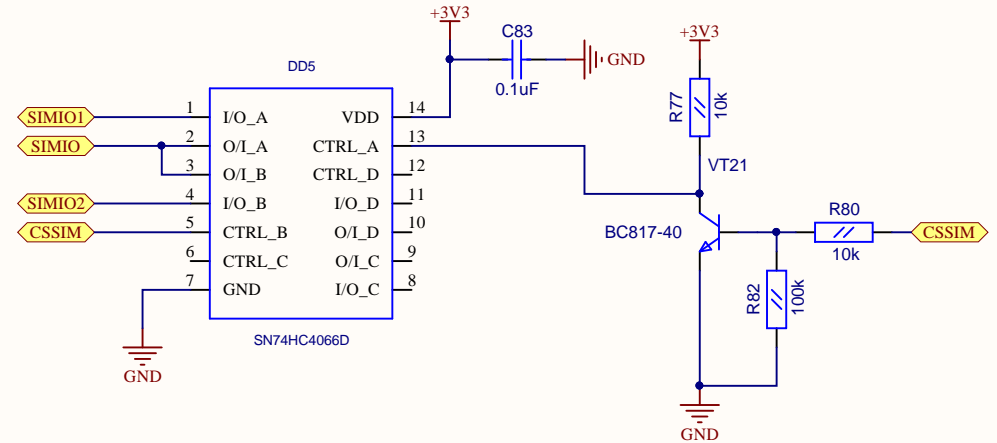 +3V3
C83
GND
0.1uF
+3V3
R77
10k
VT21
DD5
SIMIO1
1
I/O_A
VDD
14
SIMIO
2
O/I_A
CTRL_A
13
3
O/I_B
CTRL_D
12
SIMIO2
4
I/O_B
I/O_D
11
CSSIM
5
CTRL_B
O/I_D
10
6
CTRL_C
O/I_C
9
7
GND
I/O_C
8
SN74HC4066D
GND
BC817-40
R80
10k
CSSIM
R82
100k
GND